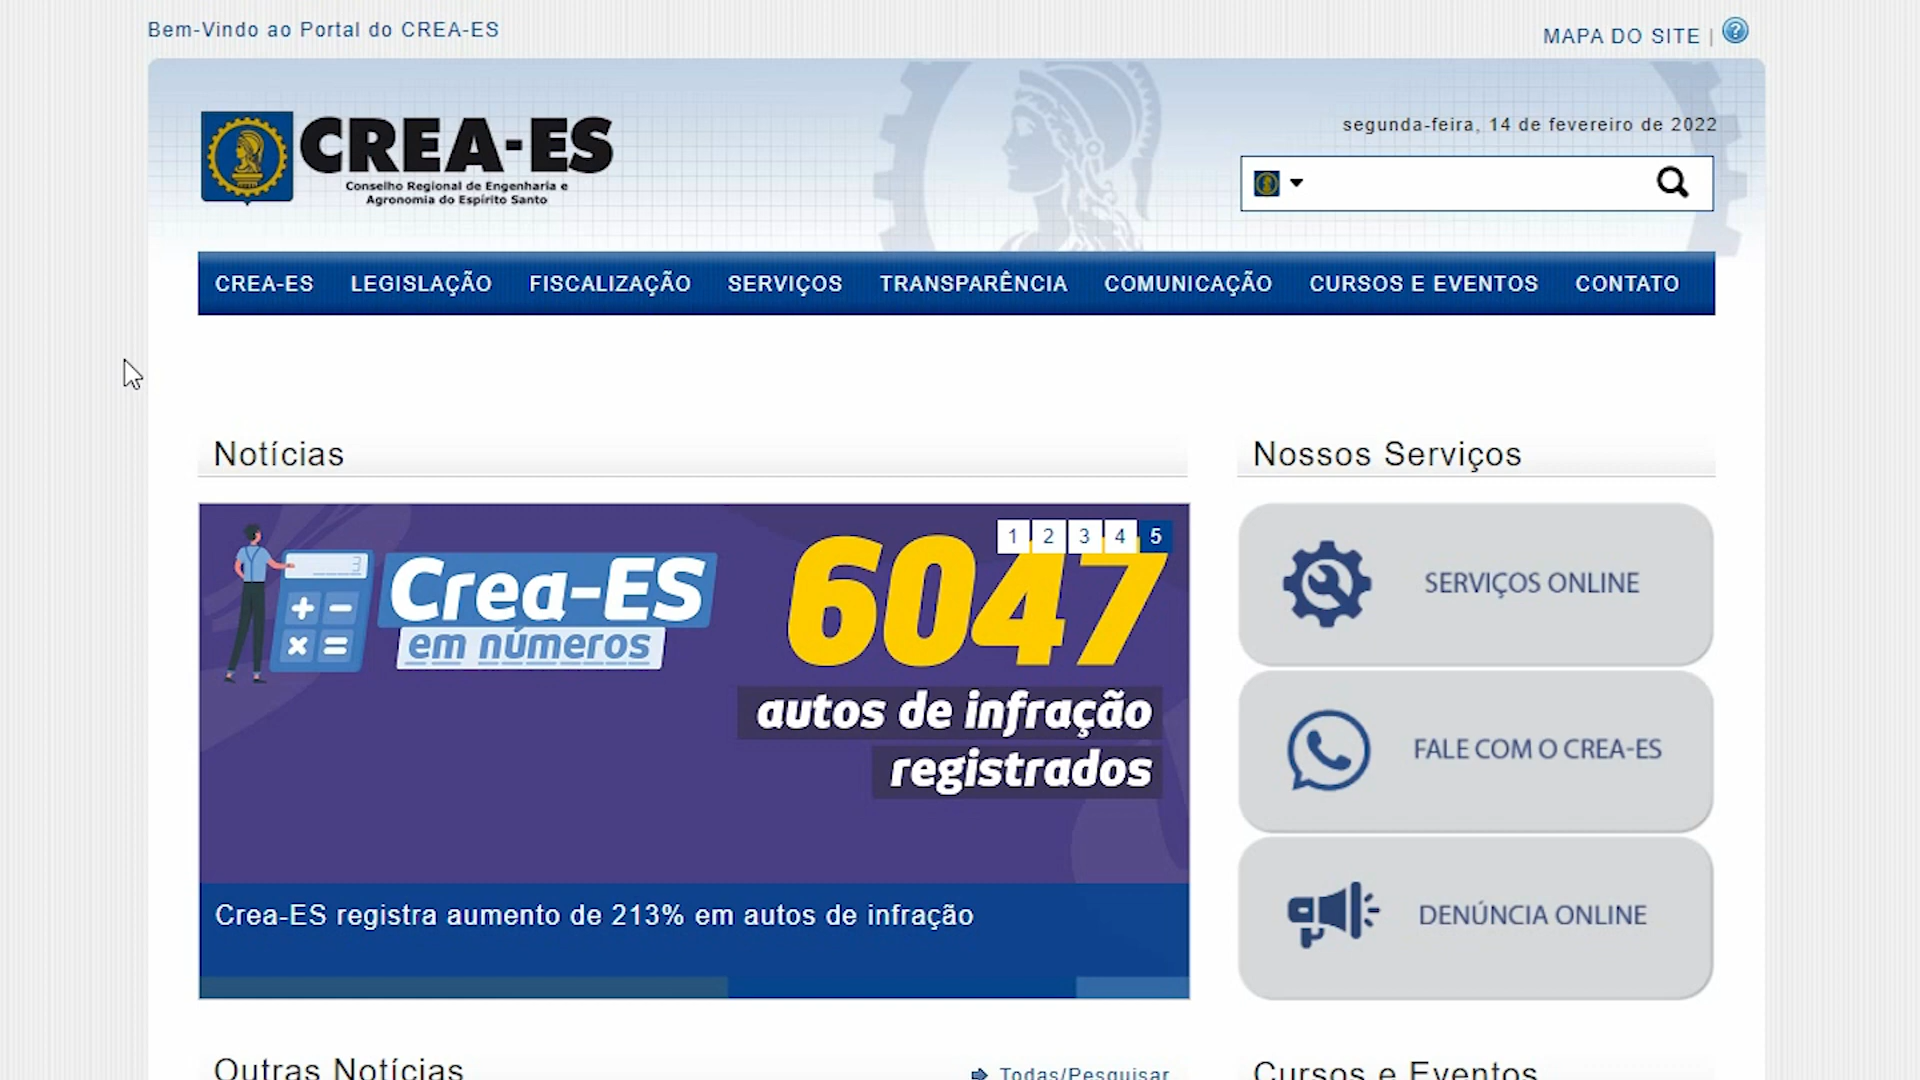 Bem-Vindo ao Portal do CREA-ES
MAPA DO SITE |
CREA-ES
Conselho Regional de Engenharia e
Agronomia do Espírito Santo
segunda-feira, 14 de fevereiro de 2022
CREA-ES LEGISLAÇÃO FISCALIZAÇÃO SERVIÇOS TRANSPARÊNCIA COMUNICAÇÃO CURSOS E EVENTOS CONTATO
Notícias
1 2 3 4 5
3
Crea-ES
em números
6047
autos de infração
registrados
Crea-ES registra aumento de 213% em autos de infração
Nossos Serviços
SERVIÇOS ONLINE
FALE COM O CREA-ES
DENÚNCIA ONLINE
Outras Notícias
Todas/Pesquisar
Cursos e Eventos